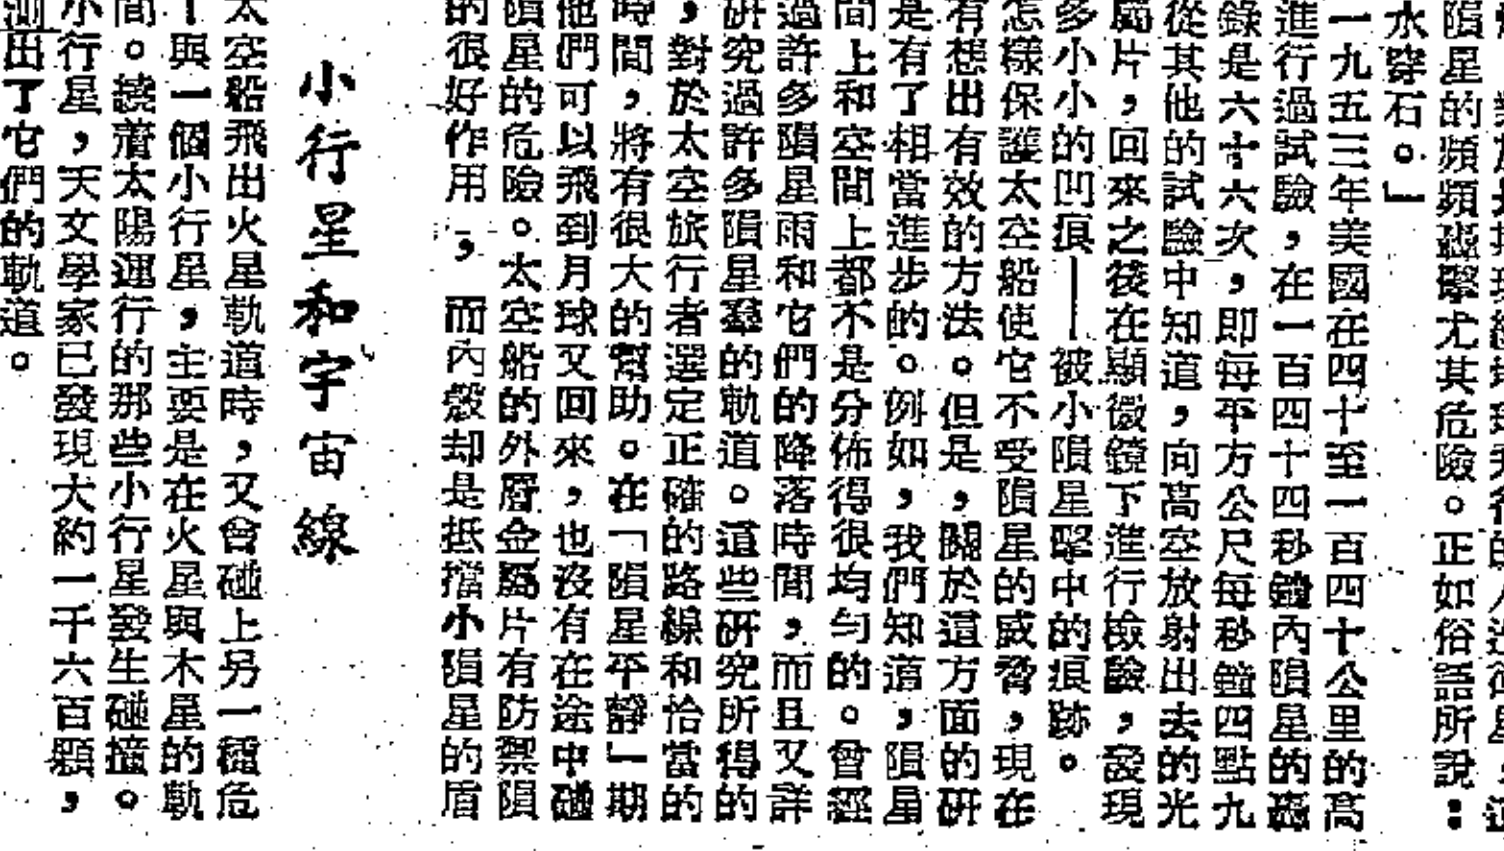 隕星的頻頻碰擊尤其危險。正如俗語所說：
水穿石。」
一九五三年美國在四十至一百四十公里的高
進行過試驗，在一百四十四秒鐘內隕星的碰
錄是六十六次，即每平方公尺每秒鐘四點九
從其他的試驗中知道，向高空放射出去的光
屬片，回來之後在顯微鏡下進行檢驗，發現
多小小的凹痕——被小隕星擊中的痕跡。
怎樣保護太空船使它不受隕星的威脅，現在
有想出有效的方法。但是，關於這方面的研
是有了相當進步的。例如，我們知道，隕星
間上和空間上都不是分佈得很均勻的。曾經
過許多隕星雨和它們的降落時間，而且又詳
研究過許多隕星羣的軌道。這些研究所得的
，對於太空旅行者選定正確的路線和恰當的
時間，將有很大的幫助。在「隕星平靜」期
他們可以飛到月球又回來，也沒有在途中碰
隕星的危險。太空船的外層金屬片有防禦隕
的很好作用，而內殼却是抵擋小隕星的盾
小行星和宇宙線
太空船飛出火星軌道時，又會碰上另一種危
—與一個小行星，主要是在火星與木星的軌
間。繞着太陽運行的那些小行星發生碰撞。
小行星，天文學家已發現大約一千六百顆，
測出了它們的軌道。